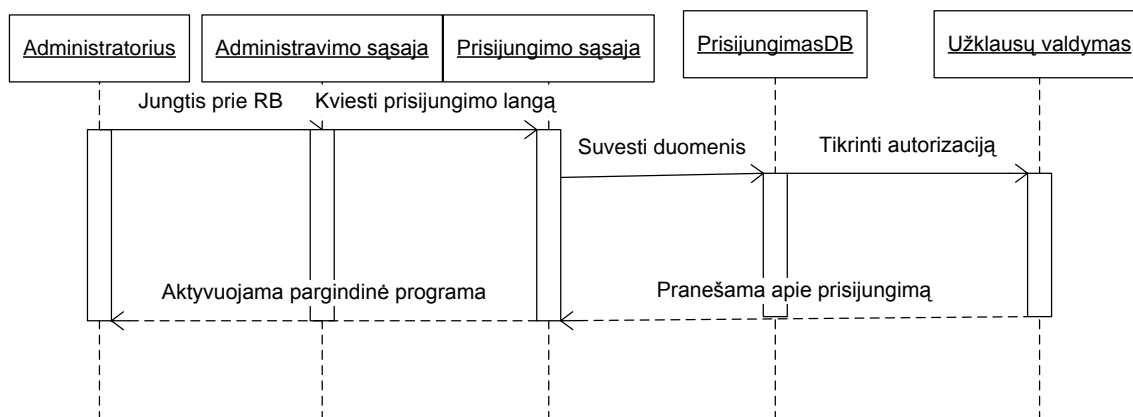 Administratorius
Administravimo sąsaja
Prisijungimo sąsaja
PrisijungimasDB
Užklausų valdymas
Jungtis prie RB
Kviesti prisijungimo langą
Suvesti duomenis
Tikrinti autorizaciją
Aktyvuojama pargindinė programa
Pranešama apie prisijungimą